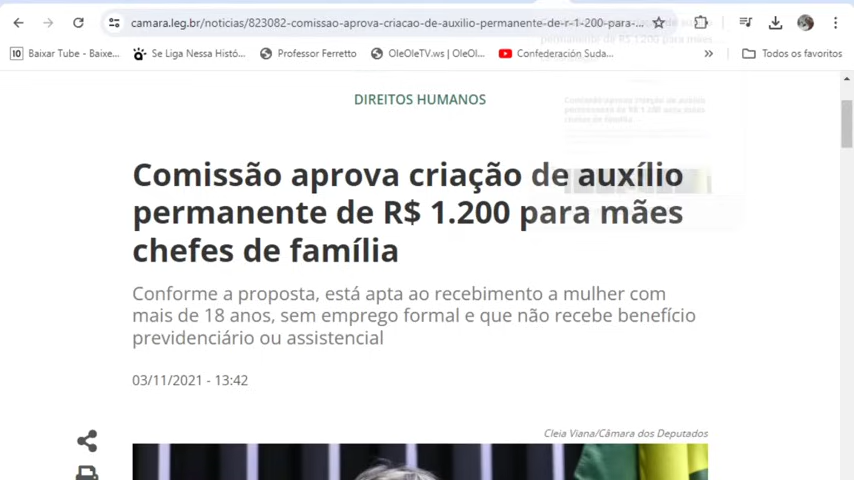 camara.leg.br/noticias/823082-comissao-aprova-criacao-de-auxilio-permanente-de-r-1-200-para-...
10 Baixar Tube - Baixe... Se Liga Nessa Histó... Professor Ferretto OleOleTV.ws | OleOl... Confederación Suda... » Todos os favoritos
DIREITOS HUMANOS
Comissão aprova criação de auxílio
permanente de R$ 1.200 para mães
chefes de família
Conforme a proposta, está apta ao recebimento a mulher com
mais de 18 anos, sem emprego formal e que não recebe benefício
previdenciário ou assistencial
03/11/2021 - 13:42
Cleia Viana/Câmara dos Deputados